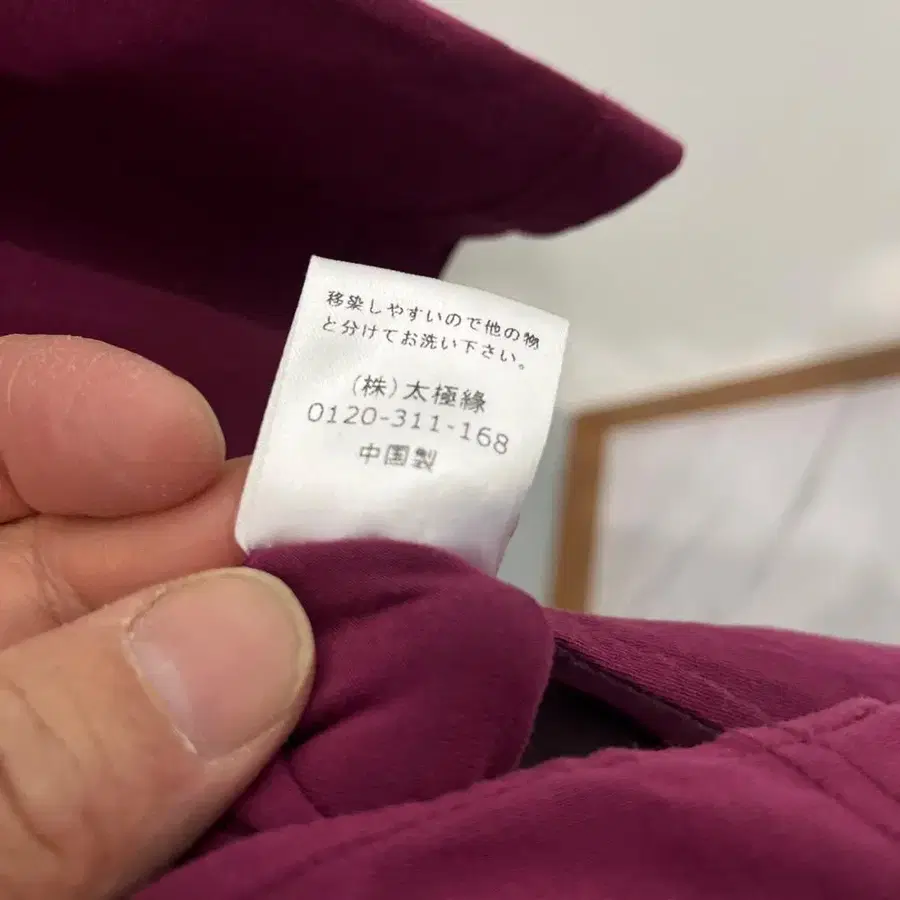 移染しやすいので他の物
と分けてお洗い下さい。
(株)太極緣
0120-311-168
中国製